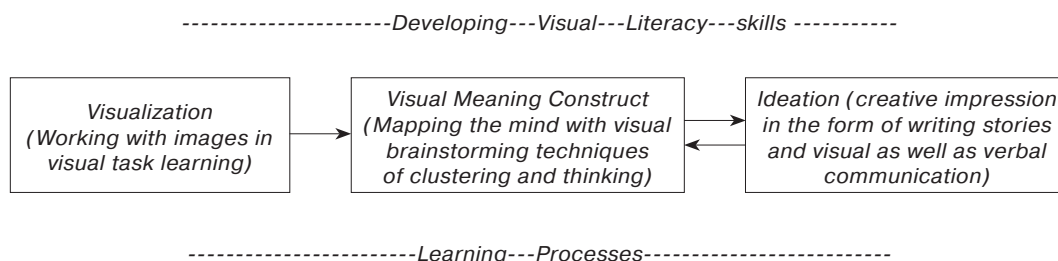 ---------------------Developing---Visual---Literacy---skills ---------------
Visualization
(Working with images in
visual task learning)
Visual Meaning Construct
(Mapping the mind with visual
brainstorming techniques
of clustering and thinking)
Ideation (creative impression
in the form of writing stories
and visual as well as verbal
communication)
-----------------------Learning---Processes------------------------